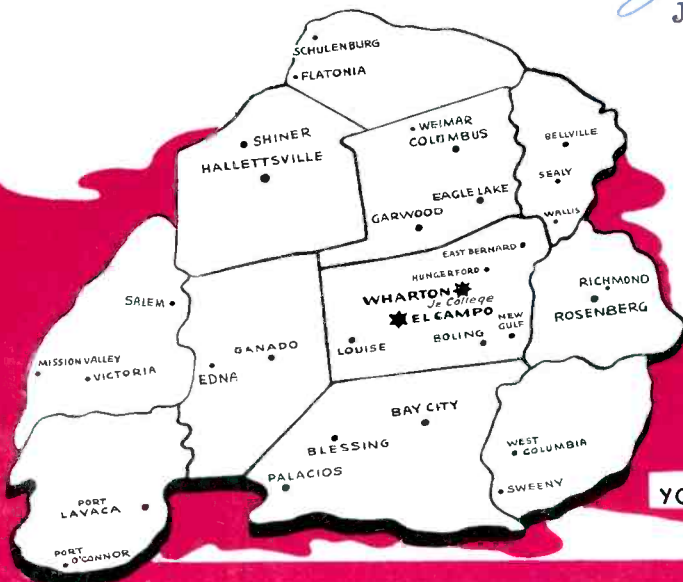 J
SCHULENBURG
FLATONIA
SHINER
HALLETTSVILLE
WEIMAR
COLUMBUS
BELLVILLE
SEALY
EAGLE LAKE
GARWOOD
WALLIS
EAST BERNARD
HUNGERFORD
WHARTON
Jr College
EL CAMPO
NEW
GULF
LOUISE
BOLING
RICHMOND
ROSENBERG
SALEM
MISSION VALLEY
VICTORIA
GANADO
EDNA
BAY CITY
BLESSING
PALACIOS
WEST
COLUMBIA
SWEENY
PORT
LAVACA
PORT
O'CONNOR
YO